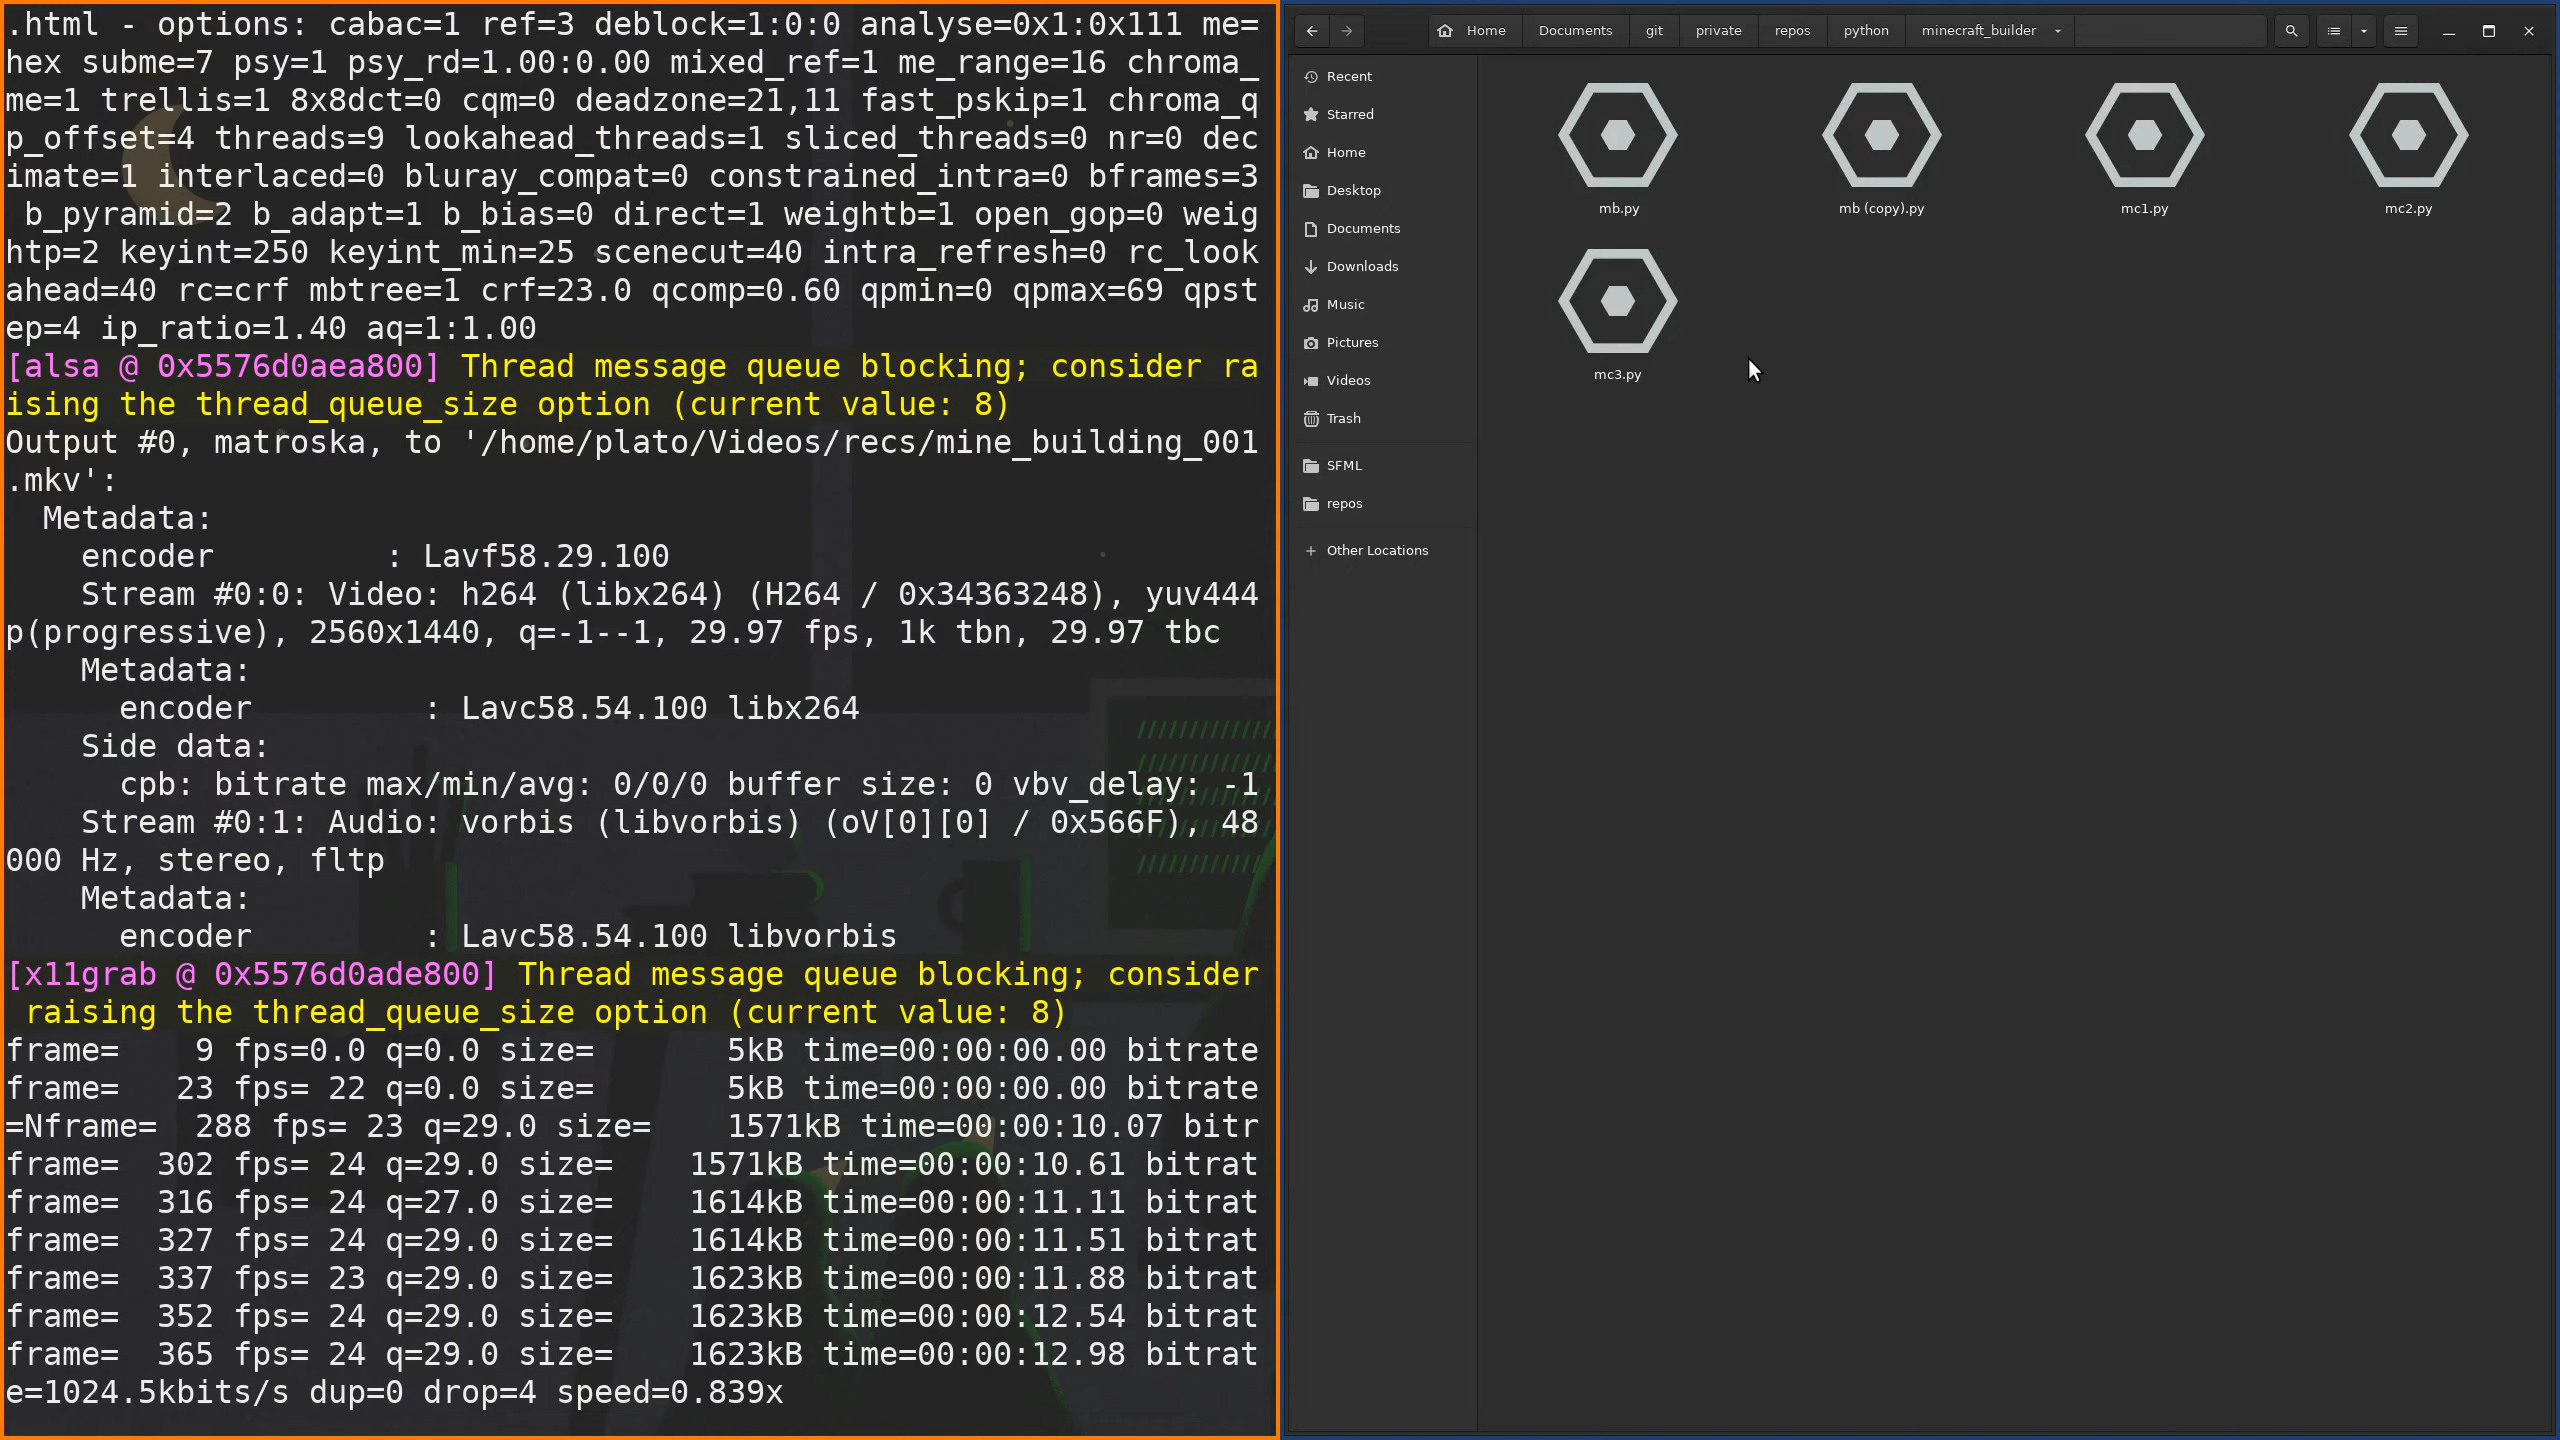 .html - options: cabac=1 ref=3 deblock=1:0:0 analyse=0x1:0x111 me=
hex subme=7 psy=1 psy_rd=1.00:0.00 mixed_ref=1 me_range=16 chroma_
me=1 trellis=1 8x8dct=0 cqm=0 deadzone=21,11 fast_pskip=1 chroma_q
p_offset=4 threads=9 lookahead_threads=1 sliced_threads=0 nr=0 dec
imate=1 interlaced=0 bluray_compat=0 constrained_intra=0 bframes=3
 b_pyramid=2 b_adapt=1 b_bias=0 direct=1 weightb=1 open_gop=0 weig
htp=2 keyint=250 keyint_min=25 scenecut=40 intra_refresh=0 rc_look
ahead=40 rc=crf mbtree=1 crf=23.0 qcomp=0.60 qpmin=0 qpmax=69 qpst
ep=4 ip_ratio=1.40 aq=1:1.00
[alsa @ 0x5576d0aea800] Thread message queue blocking; consider ra
ising the thread_queue_size option (current value: 8)
Output #0, matroska, to '/home/plato/Videos/recs/mine_building_001
.mkv':
  Metadata:
    encoder         : Lavf58.29.100
    Stream #0:0: Video: h264 (libx264) (H264 / 0x34363248), yuv444
p(progressive), 2560x1440, q=-1--1, 29.97 fps, 1k tbn, 29.97 tbc
    Metadata:
      encoder         : Lavc58.54.100 libx264
    Side data:
      cpb: bitrate max/min/avg: 0/0/0 buffer size: 0 vbv_delay: -1
    Stream #0:1: Audio: vorbis (libvorbis) (oV[0][0] / 0x566F), 48
000 Hz, stereo, fltp
    Metadata:
      encoder         : Lavc58.54.100 libvorbis
[x11grab @ 0x5576d0ade800] Thread message queue blocking; consider
 raising the thread_queue_size option (current value: 8)
frame=    9 fps=0.0 q=0.0 size=       5kB time=00:00:00.00 bitrate
frame=   23 fps= 22 q=0.0 size=       5kB time=00:00:00.00 bitrate
=Nframe=  288 fps= 23 q=29.0 size=    1571kB time=00:00:10.07 bitr
frame=  302 fps= 24 q=29.0 size=    1571kB time=00:00:10.61 bitrat
frame=  316 fps= 24 q=27.0 size=    1614kB time=00:00:11.11 bitrat
frame=  327 fps= 24 q=29.0 size=    1614kB time=00:00:11.51 bitrat
frame=  337 fps= 23 q=29.0 size=    1623kB time=00:00:11.88 bitrat
frame=  352 fps= 24 q=29.0 size=    1623kB time=00:00:12.54 bitrat
frame=  365 fps= 24 q=29.0 size=    1623kB time=00:00:12.98 bitrat
e=1024.5kbits/s dup=0 drop=4 speed=0.839x
Home Documents git private repos python minecraft_builder
Recent
Starred
Home
Desktop
Documents
Downloads
Music
Pictures
Videos
Trash
SFML
repos
Other Locations
mb.py
mb (copy).py
mc1.py
mc2.py
mc3.py